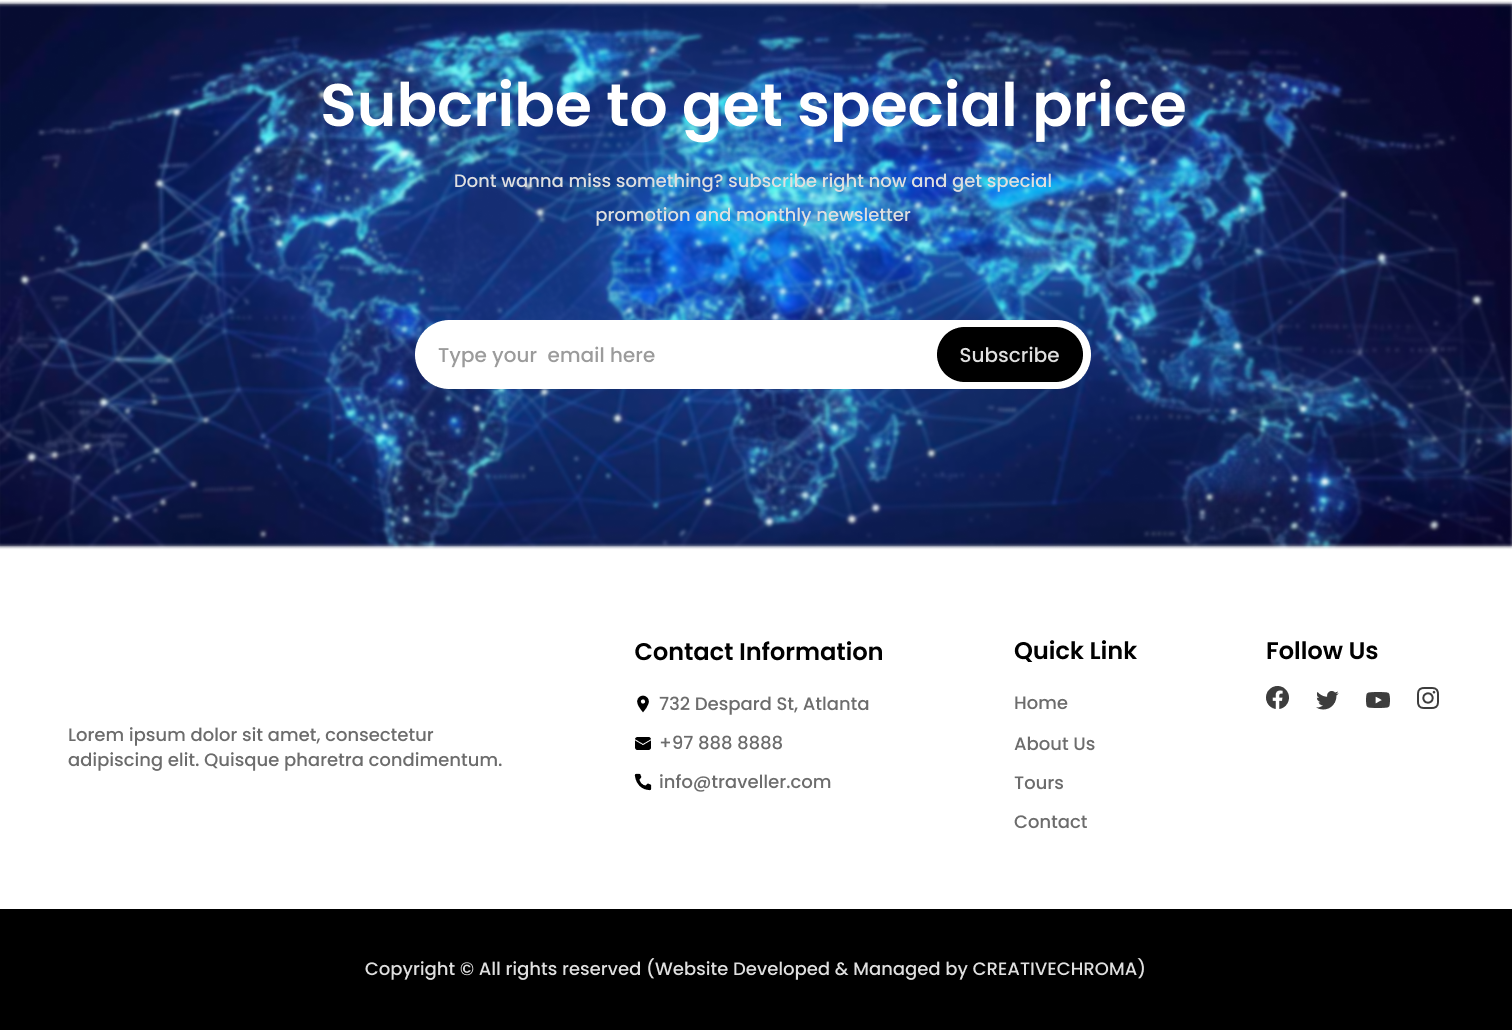 Subcribe to get special price
Dont wanna miss something? subscribe right now and get special
promotion and monthly newsletter
Type your  email here
Subscribe
Lorem ipsum dolor sit amet, consectetur
adipiscing elit. Quisque pharetra condimentum.
Contact Information
732 Despard St, Atlanta
+97 888 8888
info@traveller.com
Quick Link
Home
About Us
Tours
Contact
Follow Us
Copyright © All rights reserved (Website Developed & Managed by CREATIVECHROMA)